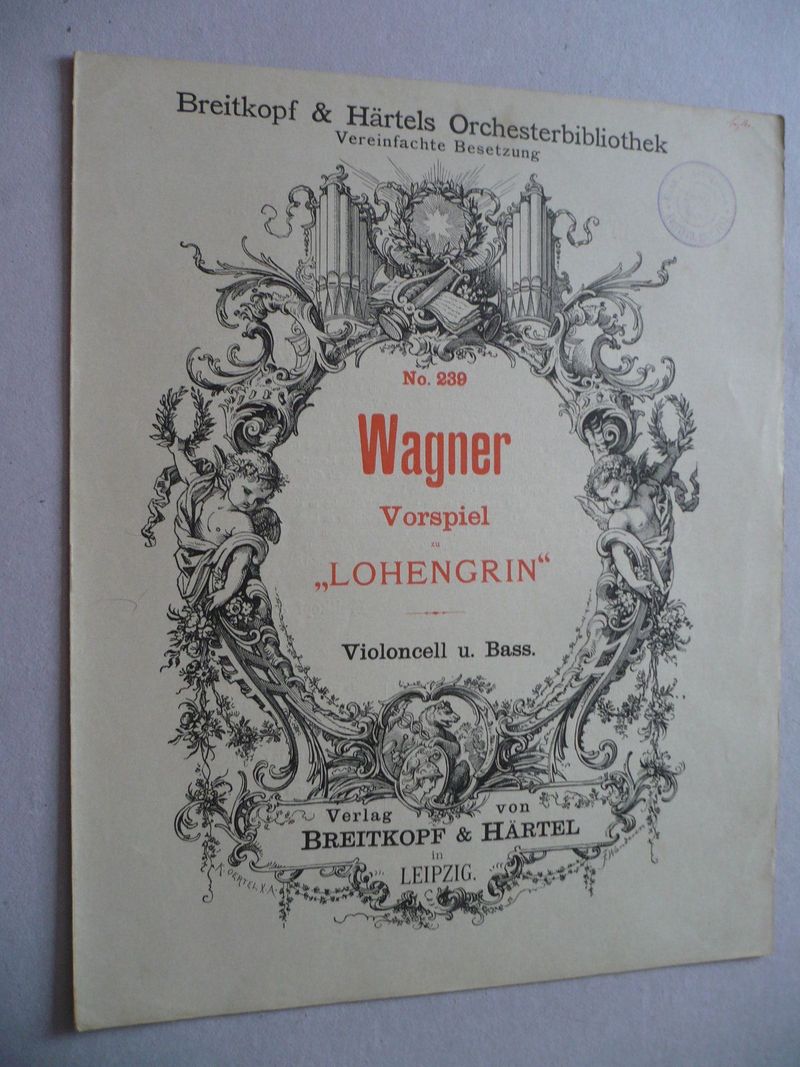 Breitkopf & Härtels Orchesterbibliothek
Vereinfachte Besetzung
No. 239
Wagner
Vorspiel
zu
„LOHENGRIN“
Violoncell u. Bass.
Verlag von
BREITKOPF & HÄRTEL
in
LEIPZIG.
A. OERTEL X.A.